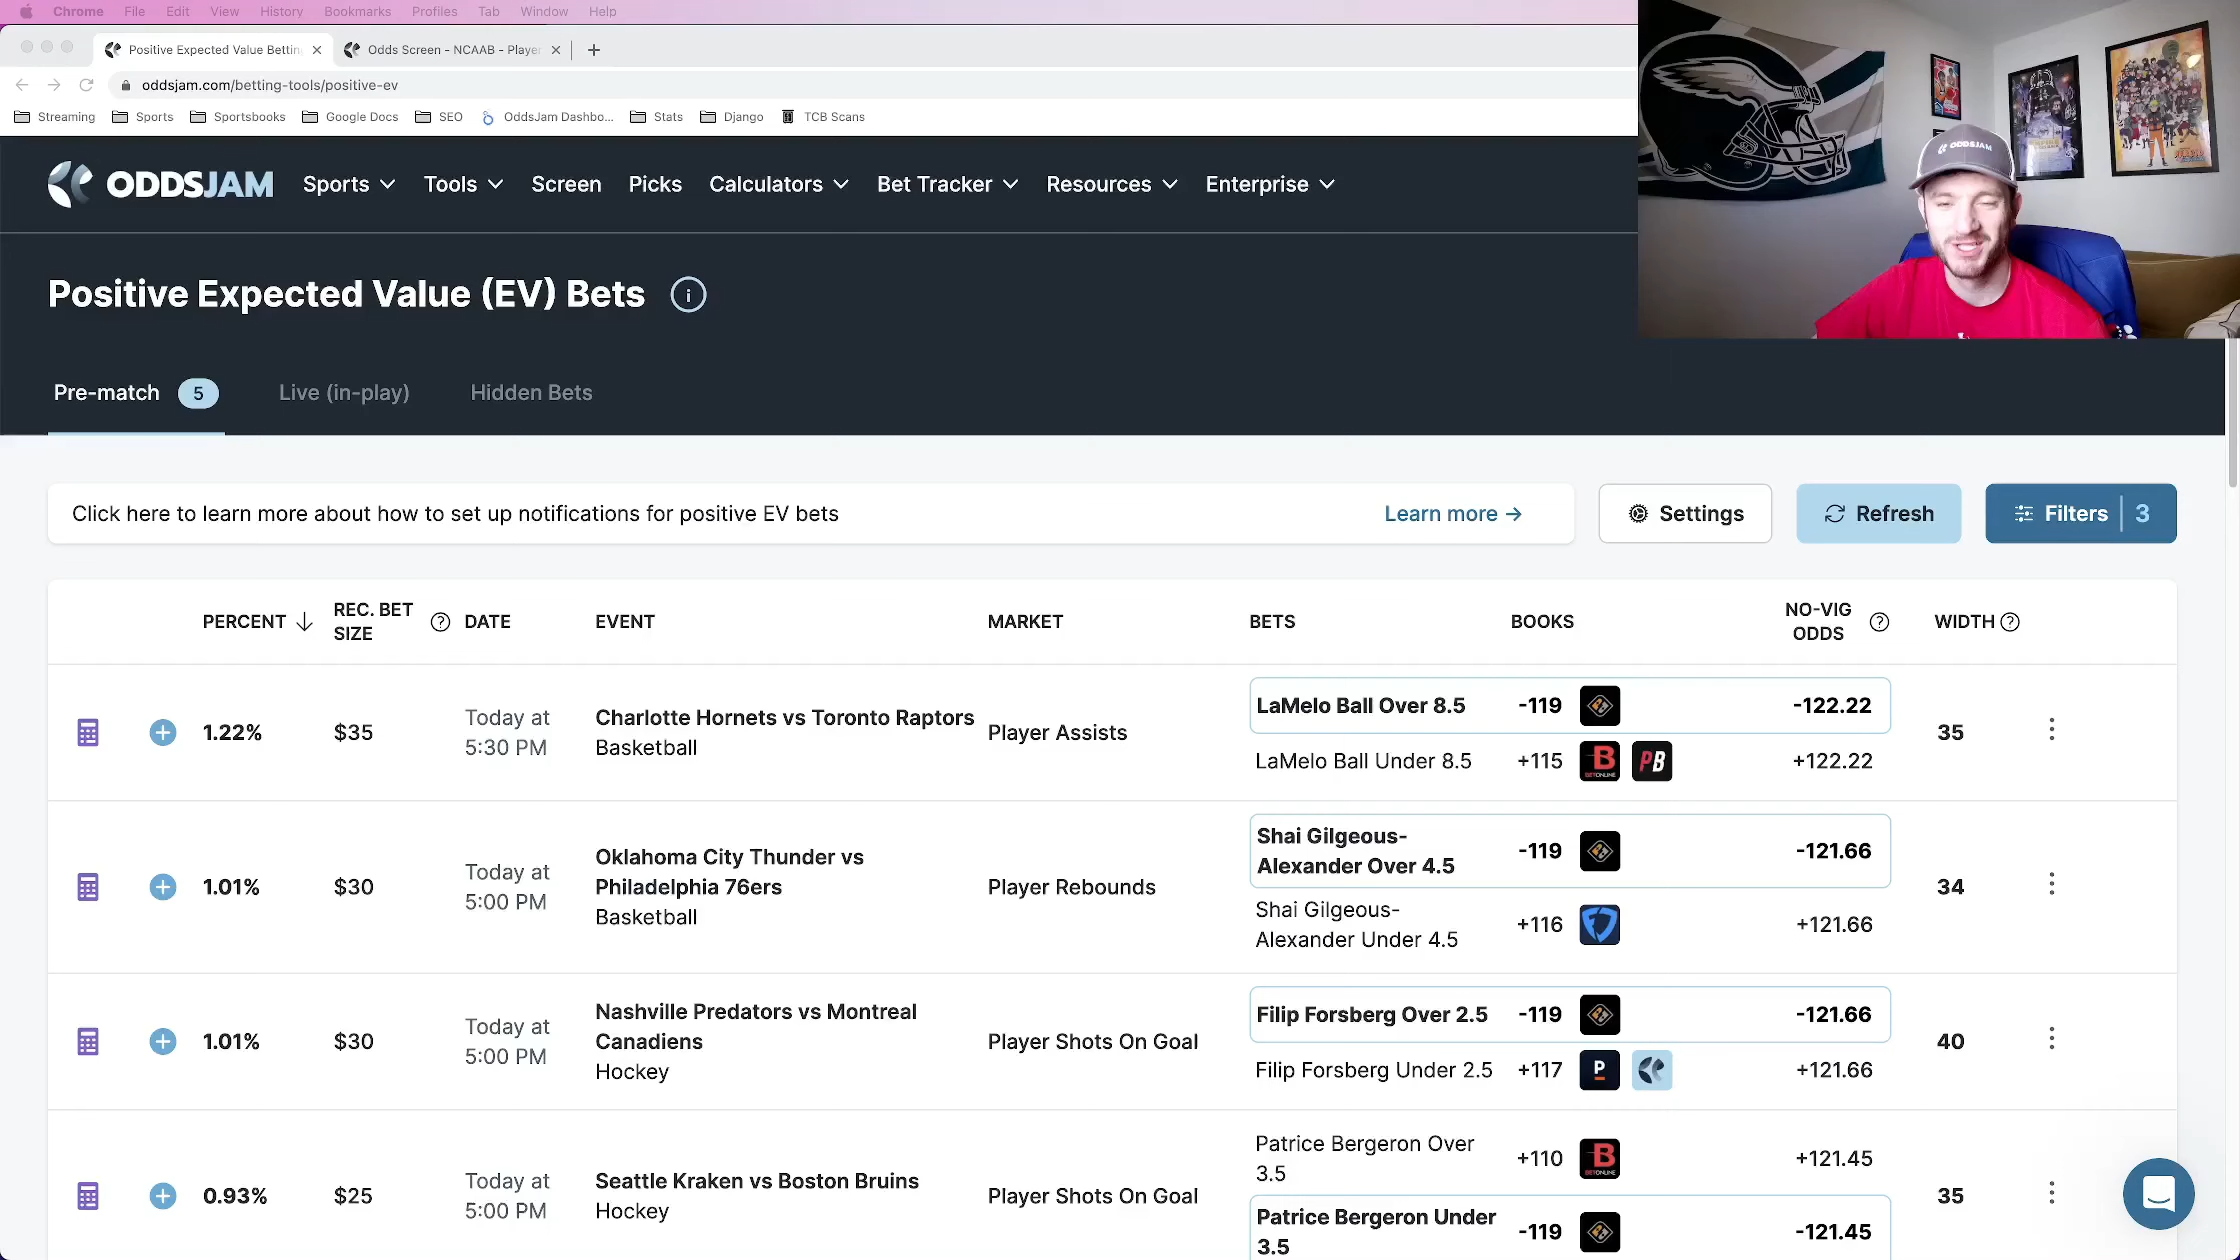 Chrome File Edit View History Bookmarks Profiles Tab Window Help
Positive Expected Value Bettin
Odds Screen - NCAAB - Player
oddsjam.com/betting-tools/positive-ev
Streaming Sports Sportsbooks Google Docs SEO OddsJam Dashbo... Stats Django TCB Scans
ODDSJAM Sports Tools Screen Picks Calculators Bet Tracker Resources Enterprise
ODDSJAM
Positive Expected Value (EV) Bets
Pre-match 5 Live (in-play) Hidden Bets
Click here to learn more about how to set up notifications for positive EV bets Learn more → Settings Refresh Filters 3
PERCENT ↓ REC. BET SIZE DATE EVENT MARKET BETS BOOKS NO-VIG ODDS WIDTH
1.22% $35 Today at 5:30 PM Charlotte Hornets vs Toronto Raptors Basketball Player Assists LaMelo Ball Over 8.5 -119 -122.22 35
LaMelo Ball Under 8.5 +115 B BETONLINE PB +122.22
1.01% $30 Today at 5:00 PM Oklahoma City Thunder vs Philadelphia 76ers Basketball Player Rebounds Shai Gilgeous-Alexander Over 4.5 -119 -121.66 34
Shai Gilgeous-Alexander Under 4.5 +116 +121.66
1.01% $30 Today at 5:00 PM Nashville Predators vs Montreal Canadiens Hockey Player Shots On Goal Filip Forsberg Over 2.5 -119 -121.66 40
Filip Forsberg Under 2.5 +117 P +121.66
0.93% $25 Today at 5:00 PM Seattle Kraken vs Boston Bruins Hockey Player Shots On Goal Patrice Bergeron Over 3.5 +110 B BETONLINE +121.45 35
Patrice Bergeron Under 3.5 -119 -121.45